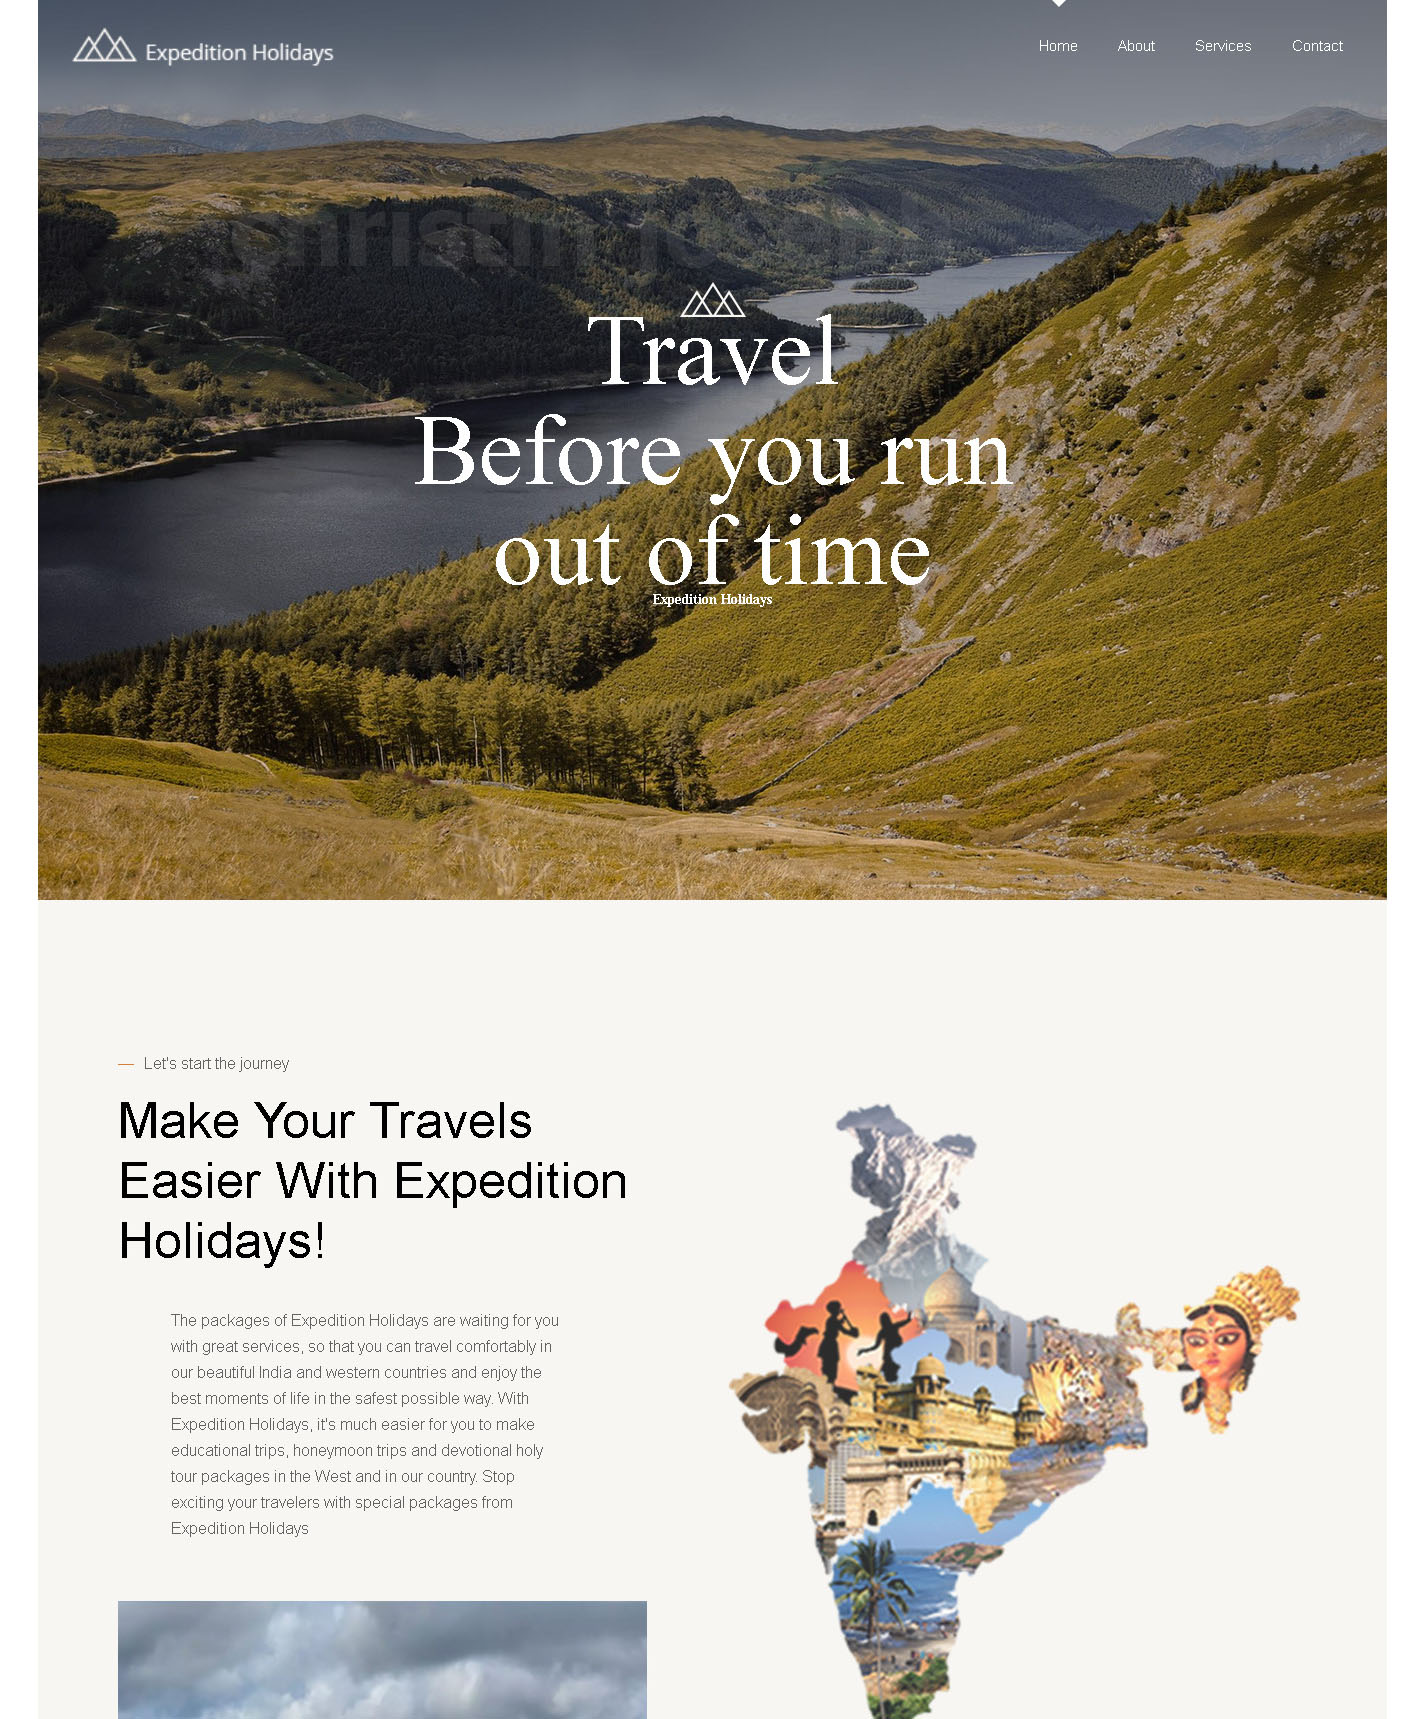 Expedition Holidays
Home About Services Contact
Travel
Before you run
out of time
Expedition Holidays
— Let's start the journey
Make Your Travels
Easier With Expedition
Holidays!
The packages of Expedition Holidays are waiting for you
with great services, so that you can travel comfortably in
our beautiful India and western countries and enjoy the
best moments of life in the safest possible way. With
Expedition Holidays, it's much easier for you to make
educational trips, honeymoon trips and devotional holy
tour packages in the West and in our country. Stop
exciting your travelers with special packages from
Expedition Holidays